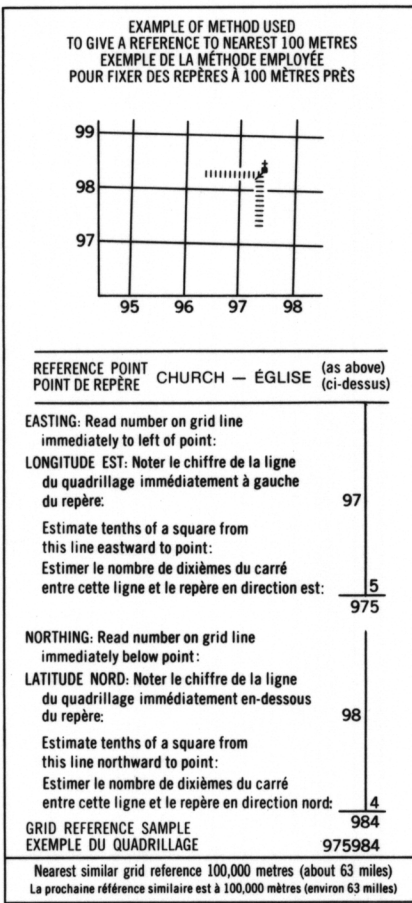 EXAMPLE OF METHOD USED
TO GIVE A REFERENCE TO NEAREST 100 METRES
EXEMPLE DE LA MÉTHODE EMPLOYÉE
POUR FIXER DES REPÈRES À 100 MÈTRES PRÈS
99
98
97
95 96 97 98
REFERENCE POINT
POINT DE REPÈRE
CHURCH — ÉGLISE
(as above)
(ci-dessus)
EASTING: Read number on grid line
immediately to left of point:
LONGITUDE EST: Noter le chiffre de la ligne
du quadrillage immédiatement à gauche
du repère: 97
Estimate tenths of a square from
this line eastward to point:
Estimer le nombre de dixièmes du carré
entre cette ligne et le repère en direction est: 5
975
NORTHING: Read number on grid line
immediately below point:
LATITUDE NORD: Noter le chiffre de la ligne
du quadrillage immédiatement en-dessous
du repère: 98
Estimate tenths of a square from
this line northward to point:
Estimer le nombre de dixièmes du carré
entre cette ligne et le repère en direction nord: 4
984
GRID REFERENCE SAMPLE
EXEMPLE DU QUADRILLAGE 975984
Nearest similar grid reference 100,000 metres (about 63 miles)
La prochaine référence similaire est à 100,000 mètres (environ 63 milles)